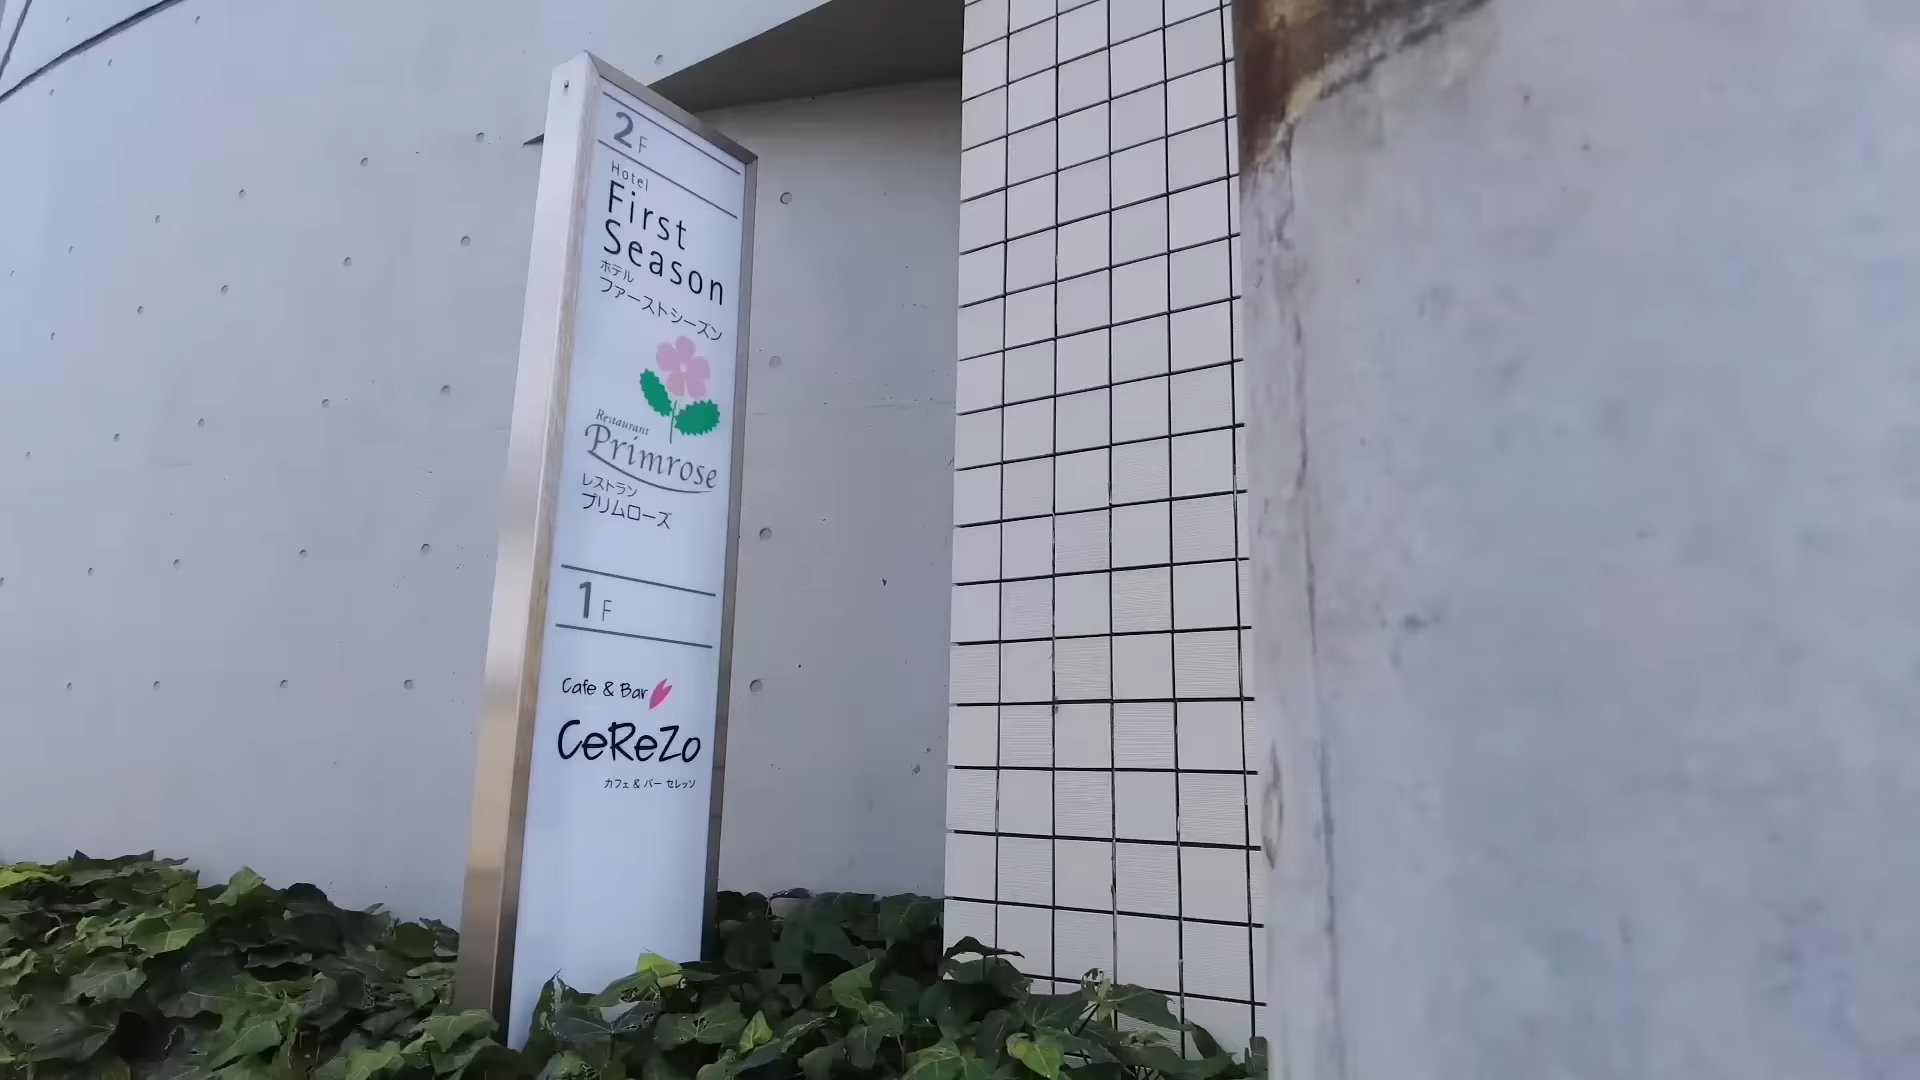 2F
Hotel
First
Season
ホテル
ファーストシーズン
Restaurant
Primrose
レストラン
プリムローズ
1F
Cafe & Bar
CeReZo
カフェ & バー セレッソ